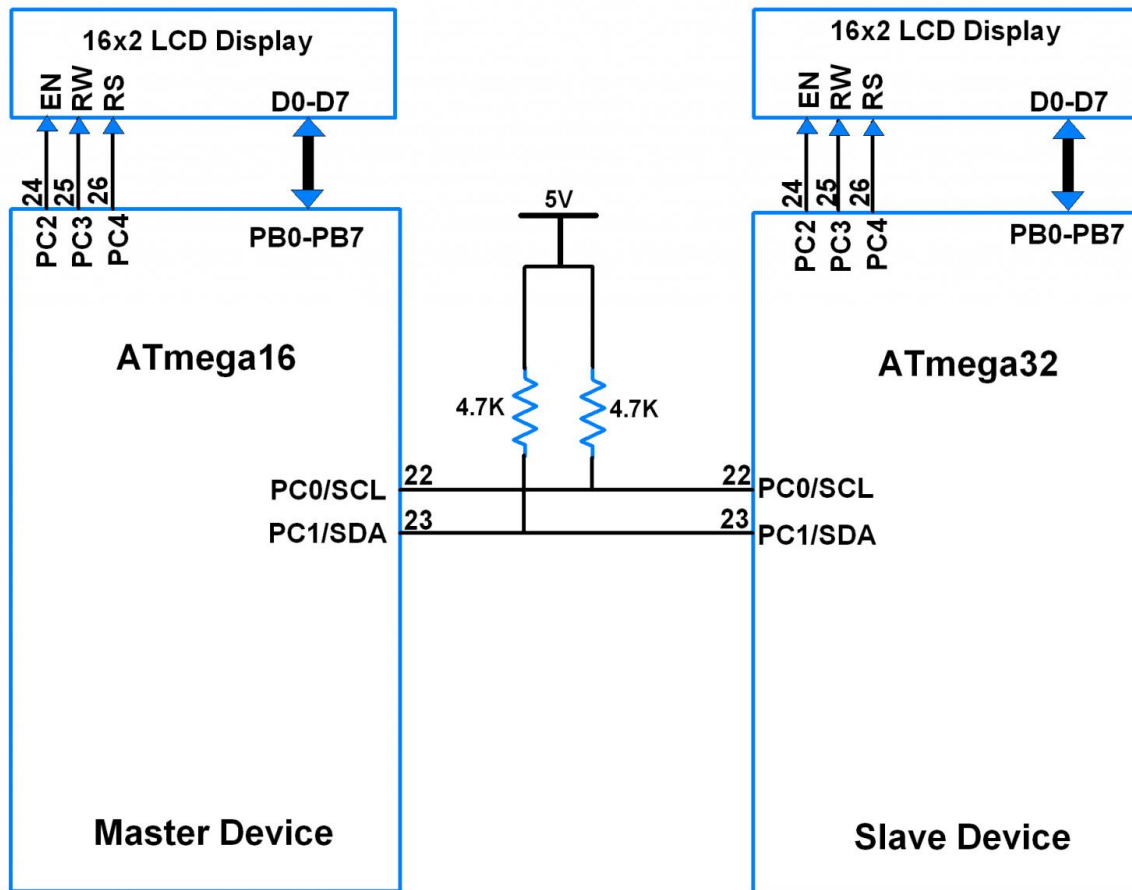 16x2 LCD Display
EN
RW
RS
D0-D7
24
25
26
PC2
PC3
PC4
PB0-PB7
ATmega16
PC0/SCL
22
PC1/SDA
23
Master Device
5V
4.7K
4.7K
16x2 LCD Display
EN
RW
RS
D0-D7
24
25
26
PC2
PC3
PC4
PB0-PB7
ATmega32
22
PC0/SCL
23
PC1/SDA
Slave Device